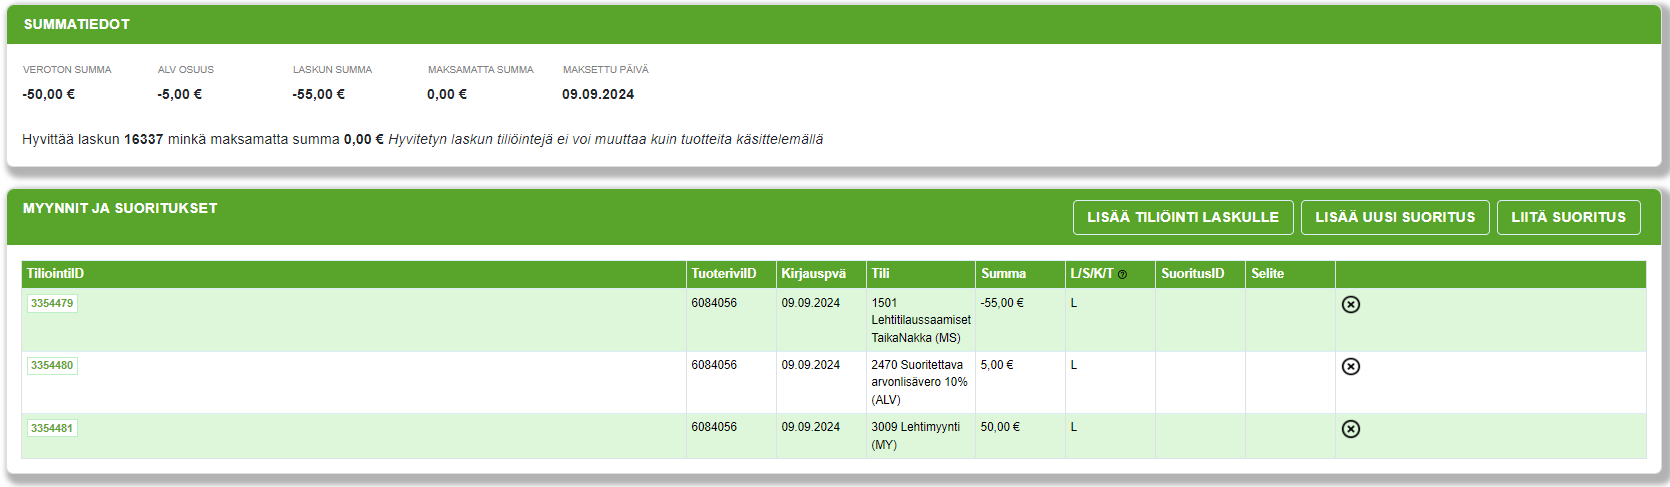 SUMMATIEDOT
VEROTON SUMMA ALV OSUUS LASKUN SUMMA MAKSAMATTA SUMMA MAKSETTU PÄIVÄ
-50,00 € -5,00 € -55,00 € 0,00 € 09.09.2024
Hyvittää laskun 16337 minkä maksamatta summa 0,00 € Hyvitetyn laskun tiliöintejä ei voi muuttaa kuin tuotteita käsittelemällä
MYYNNIT JA SUORITUKSET LISÄÄ TILIÖINTI LASKULLE LISÄÄ UUSI SUORITUS LIITÄ SUORITUS
TiliointiID TuoteriviID Kirjauspvä Tili Summa L/S/K/T SuoritusID Selite
3354479 6084056 09.09.2024 1501 -55,00 € L
Lehtitilaussaamiset
TaikaNakka (MS)
3354480 6084056 09.09.2024 2470 Suoritettava 5,00 € L
arvonlisävero 10%
(ALV)
3354481 6084056 09.09.2024 3009 Lehtimyynti 50,00 € L
(MY)